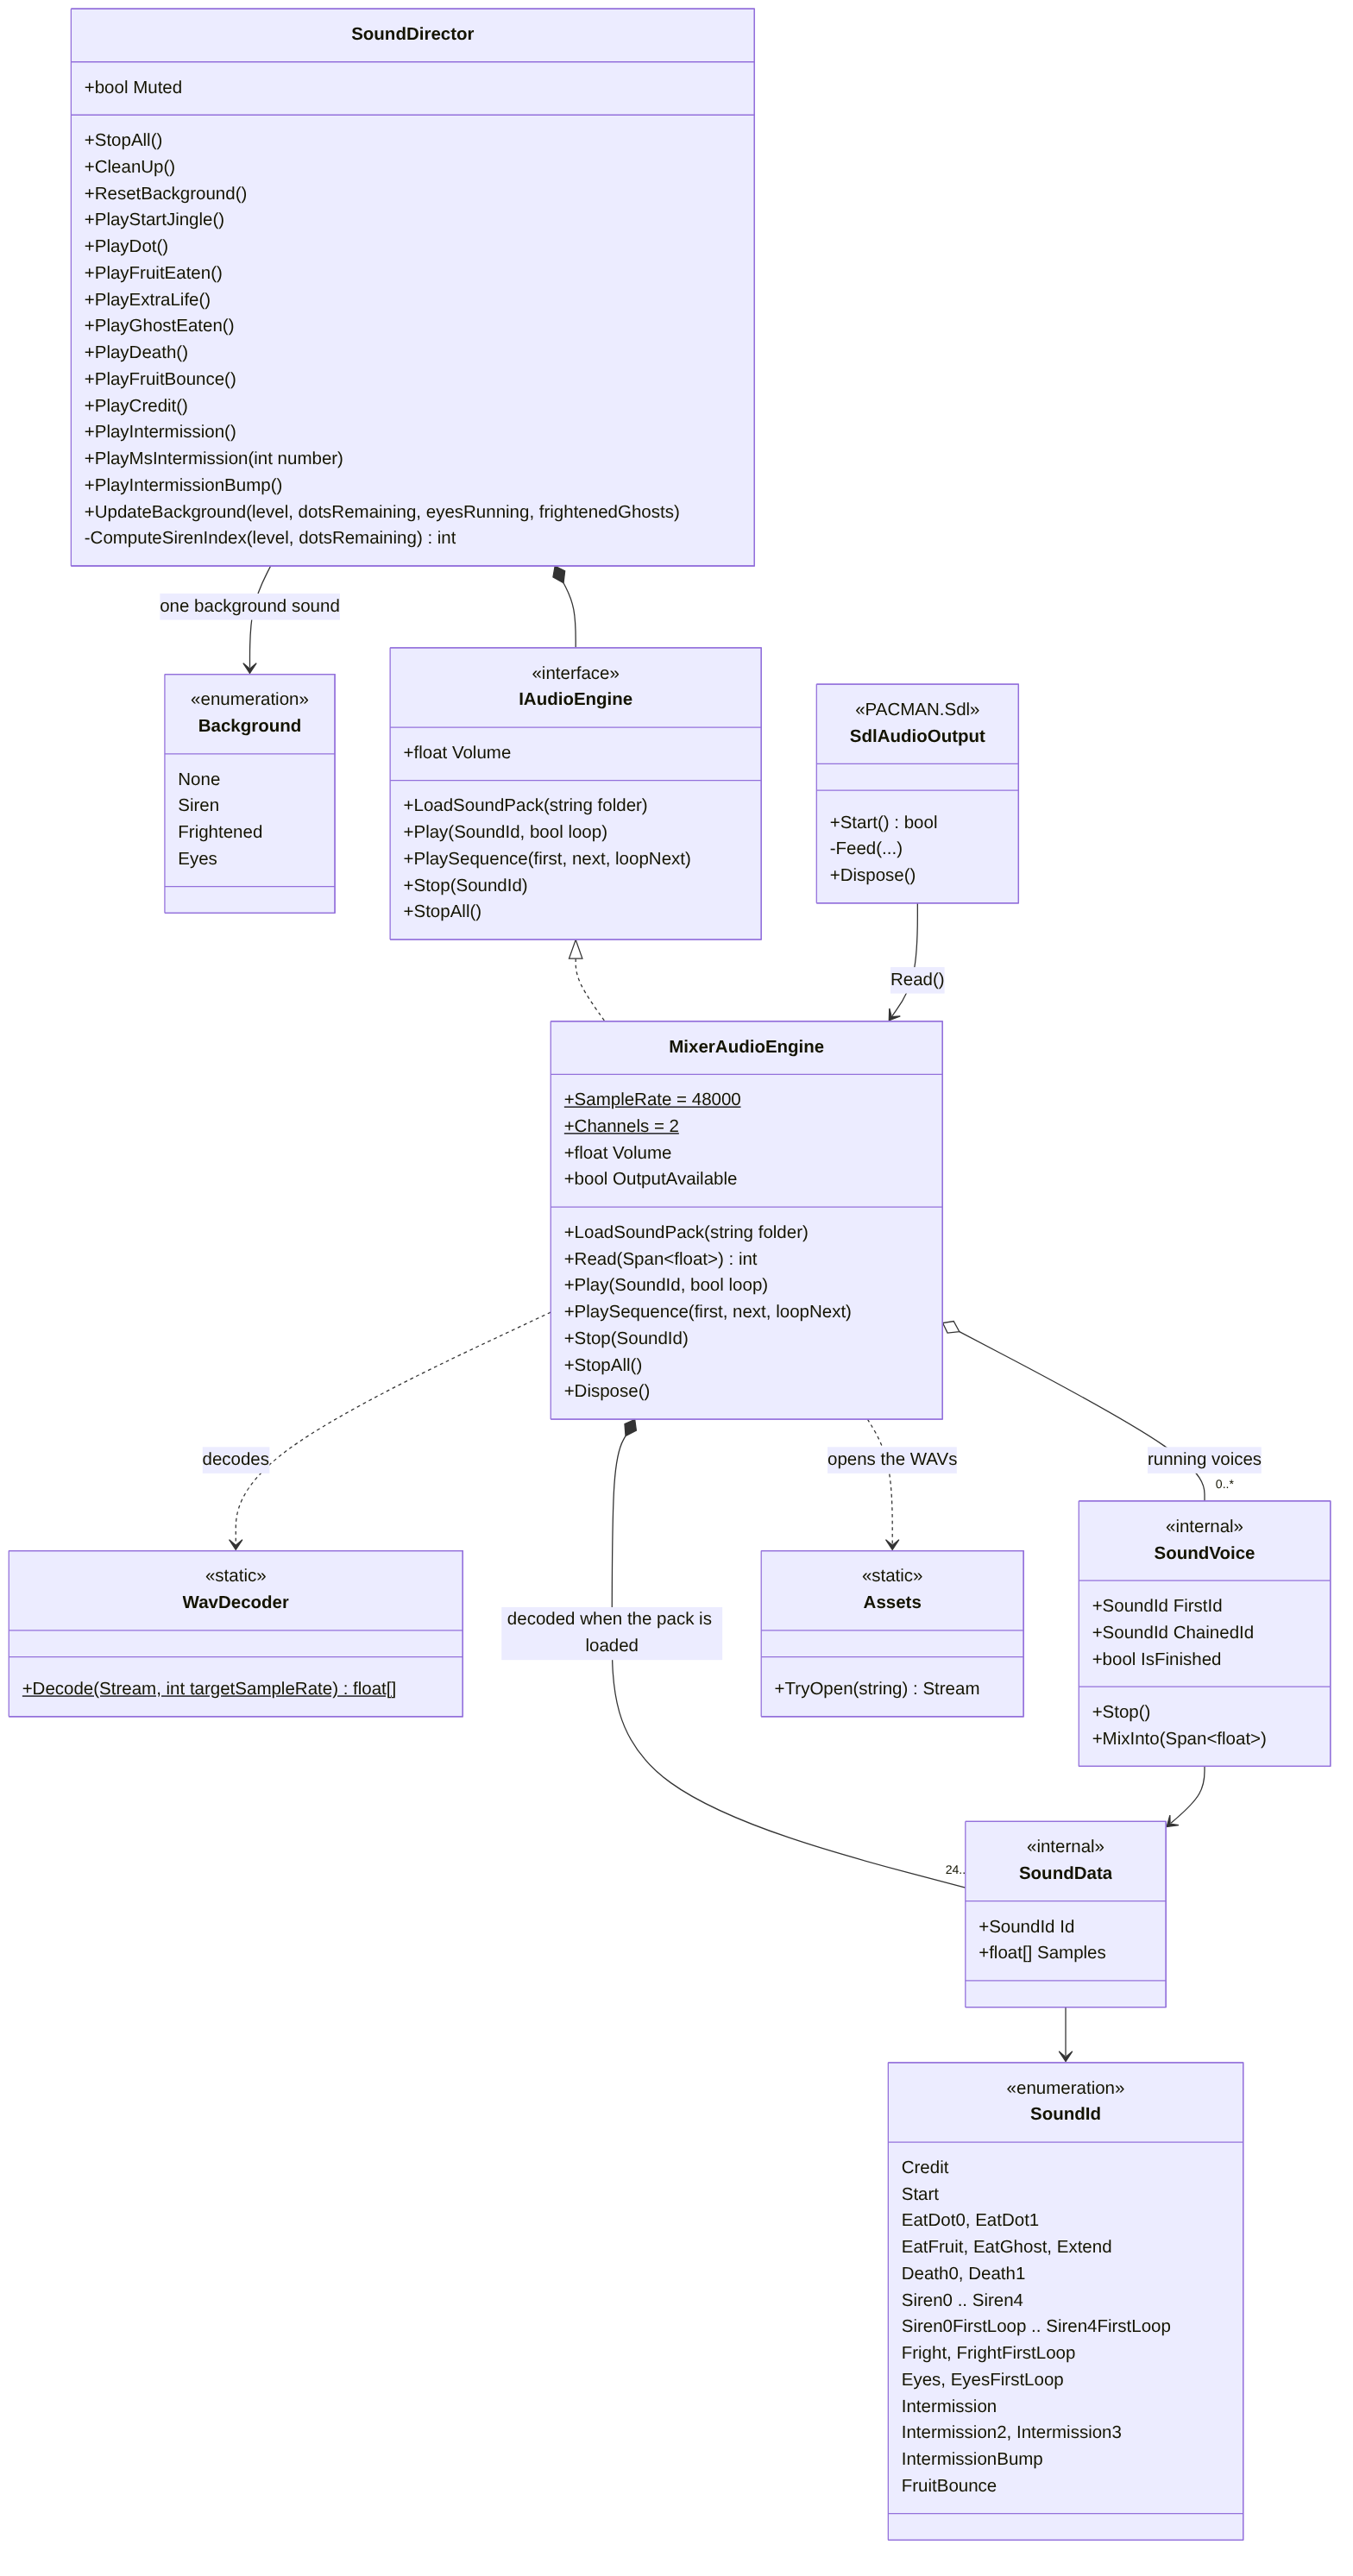 SoundDirector
+bool Muted
+StopAll()
+CleanUp()
+ResetBackground()
+PlayStartJingle()
+PlayDot()
+PlayFruitEaten()
+PlayExtraLife()
+PlayGhostEaten()
+PlayDeath()
+PlayFruitBounce()
+PlayCredit()
+PlayIntermission()
+PlayMsIntermission(int number)
+PlayIntermissionBump()
+UpdateBackground(level, dotsRemaining, eyesRunning, frightenedGhosts)
-ComputeSirenIndex(level, dotsRemaining) : int
one background sound
«enumeration»
Background
None
Siren
Frightened
Eyes
«interface»
IAudioEngine
+float Volume
+LoadSoundPack(string folder)
+Play(SoundId, bool loop)
+PlaySequence(first, next, loopNext)
+Stop(SoundId)
+StopAll()
«PACMAN.Sdl»
SdlAudioOutput
+Start() : bool
-Feed(...)
+Dispose()
Read()
MixerAudioEngine
+SampleRate = 48000
+Channels = 2
+float Volume
+bool OutputAvailable
+LoadSoundPack(string folder)
+Read(Span<float>) : int
+Play(SoundId, bool loop)
+PlaySequence(first, next, loopNext)
+Stop(SoundId)
+StopAll()
+Dispose()
decodes
opens the WAVs
running voices
0..*
«static»
WavDecoder
+Decode(Stream, int targetSampleRate) : float[]
decoded when the pack is
loaded
«static»
Assets
+TryOpen(string) : Stream
«internal»
SoundVoice
+SoundId FirstId
+SoundId ChainedId
+bool IsFinished
+Stop()
+MixInto(Span<float>)
24..
«internal»
SoundData
+SoundId Id
+float[] Samples
«enumeration»
SoundId
Credit
Start
EatDot0, EatDot1
EatFruit, EatGhost, Extend
Death0, Death1
Siren0 .. Siren4
Siren0FirstLoop .. Siren4FirstLoop
Fright, FrightFirstLoop
Eyes, EyesFirstLoop
Intermission
Intermission2, Intermission3
IntermissionBump
FruitBounce